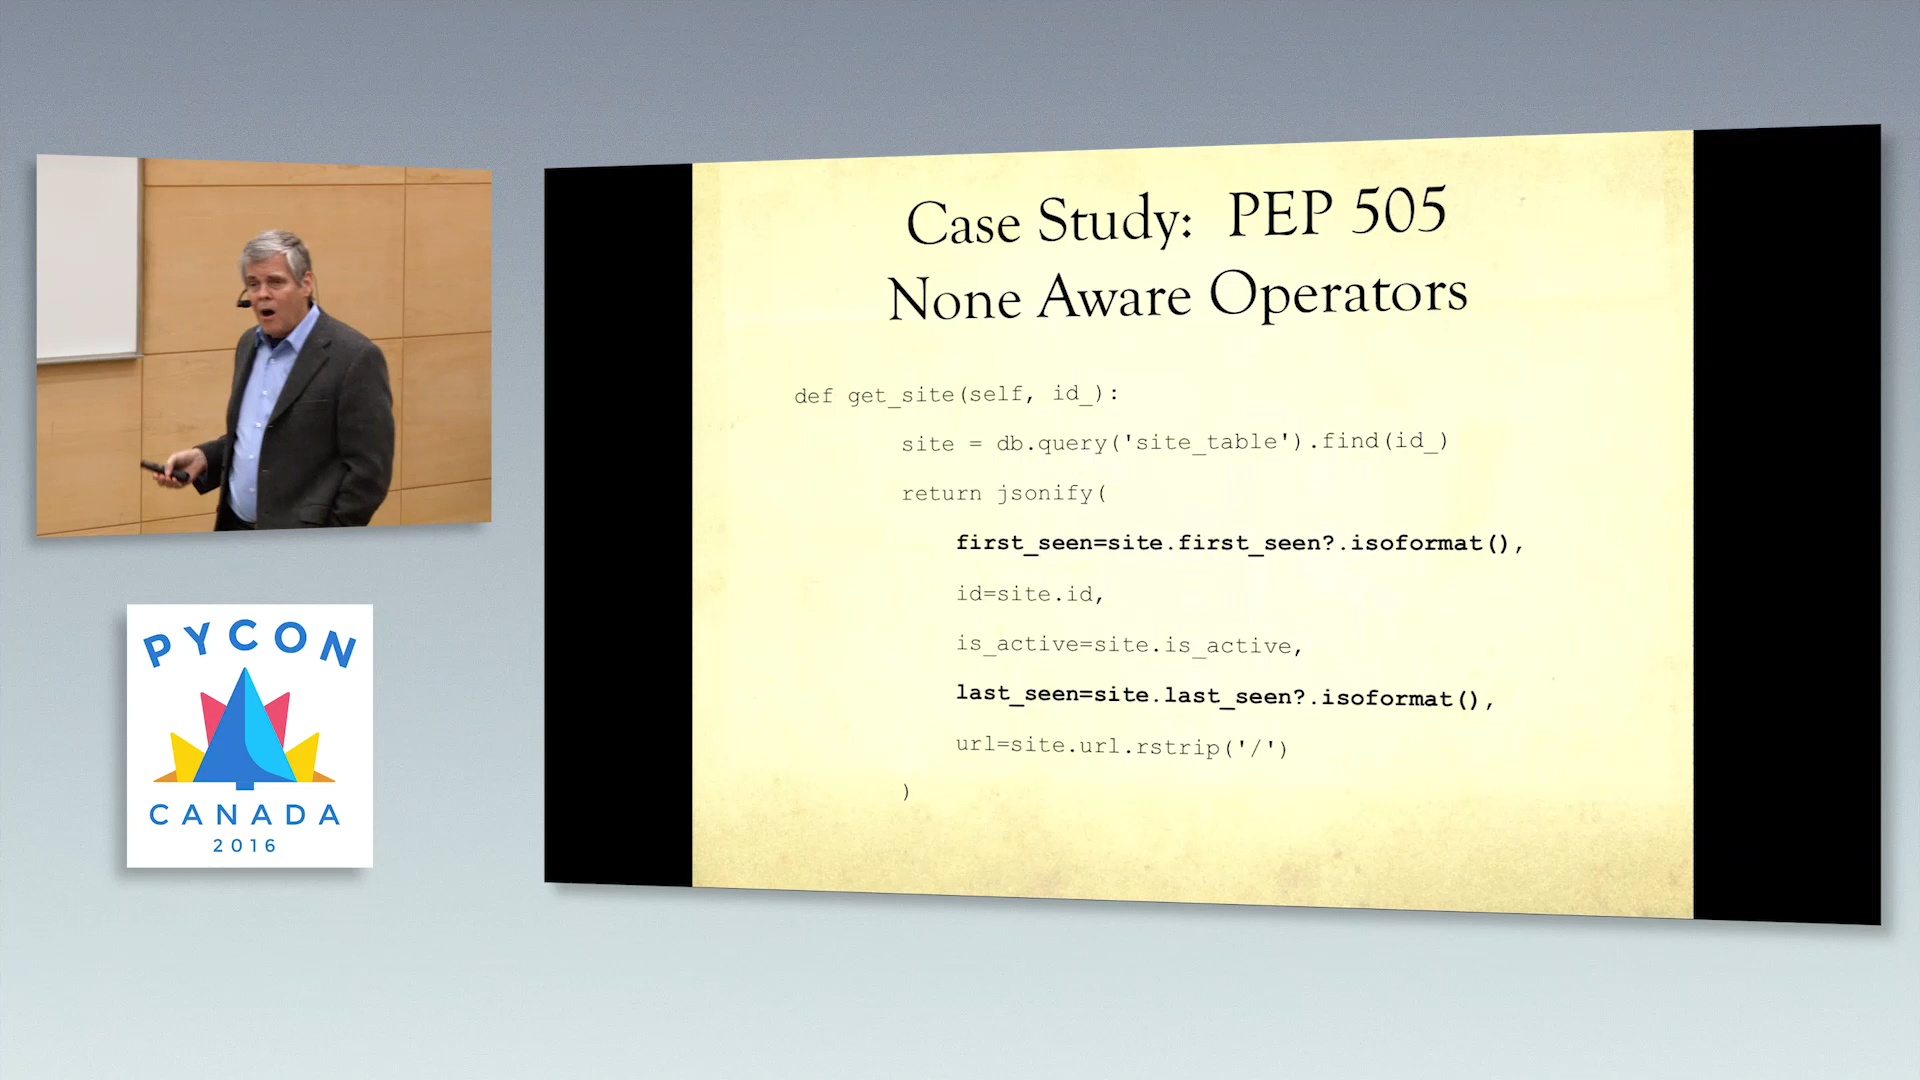 Case Study: PEP 505
None Aware Operators
def get_site(self, id_):
site = db.query('site_table').find(id_)
return jsonify(
first_seen=site.first_seen?.isoformat(),
id=site.id,
is_active=site.is_active,
last_seen=site.last_seen?.isoformat(),
url=site.url.rstrip('/')
)
PYCON
CANADA
2016